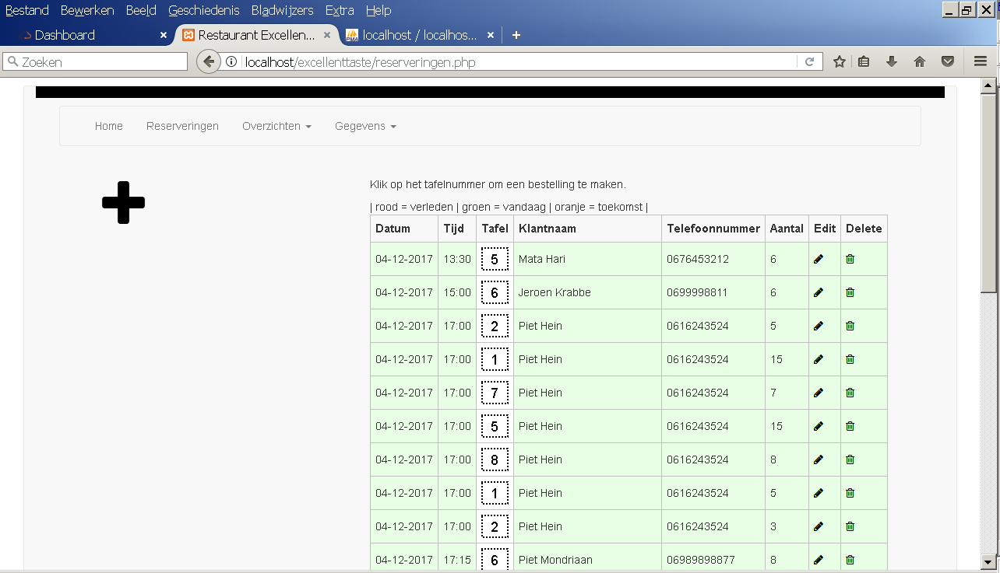 Bestand Bewerken Beeld Geschiedenis Bladwijzers Extra Help
Dashboard × Restaurant Excellen... × localhost / localhos... × +
Zoeken localhost/excellenttaste/reserveringen.php
Home Reserveringen Overzichten Gegevens
Klik op het tafelnummer om een bestelling te maken.
| rood = verleden | groen = vandaag | oranje = toekomst |
Datum Tijd Tafel Klantnaam Telefoonnummer Aantal Edit Delete
04-12-2017 13:30 5 Mata Hari 0676453212 6
04-12-2017 15:00 6 Jeroen Krabbe 0699998811 6
04-12-2017 17:00 2 Piet Hein 0616243524 5
04-12-2017 17:00 1 Piet Hein 0616243524 15
04-12-2017 17:00 7 Piet Hein 0616243524 7
04-12-2017 17:00 5 Piet Hein 0616243524 15
04-12-2017 17:00 8 Piet Hein 0616243524 8
04-12-2017 17:00 1 Piet Hein 0616243524 5
04-12-2017 17:00 2 Piet Hein 0616243524 3
04-12-2017 17:15 6 Piet Mondriaan 06989898877 8